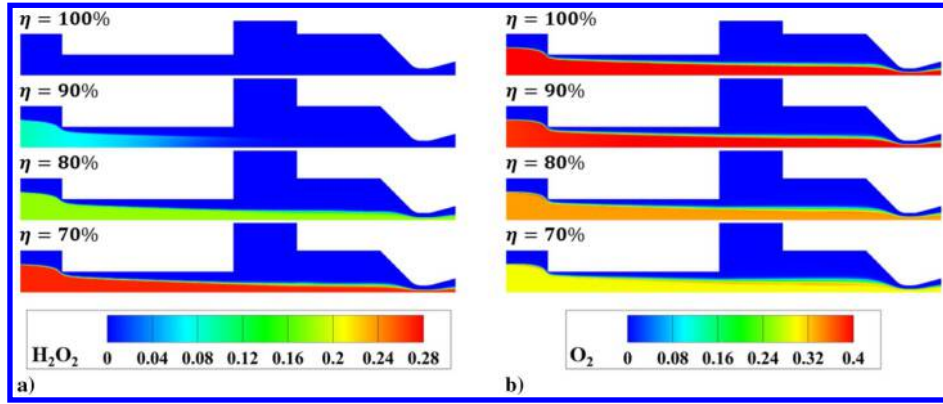 η = 100%
η = 90%
η = 80%
η = 70%
H₂O₂
0 0.04 0.08 0.12 0.16 0.2 0.24 0.28
a)
η = 100%
η = 90%
η = 80%
η = 70%
O₂
0 0.08 0.16 0.24 0.32 0.4
b)